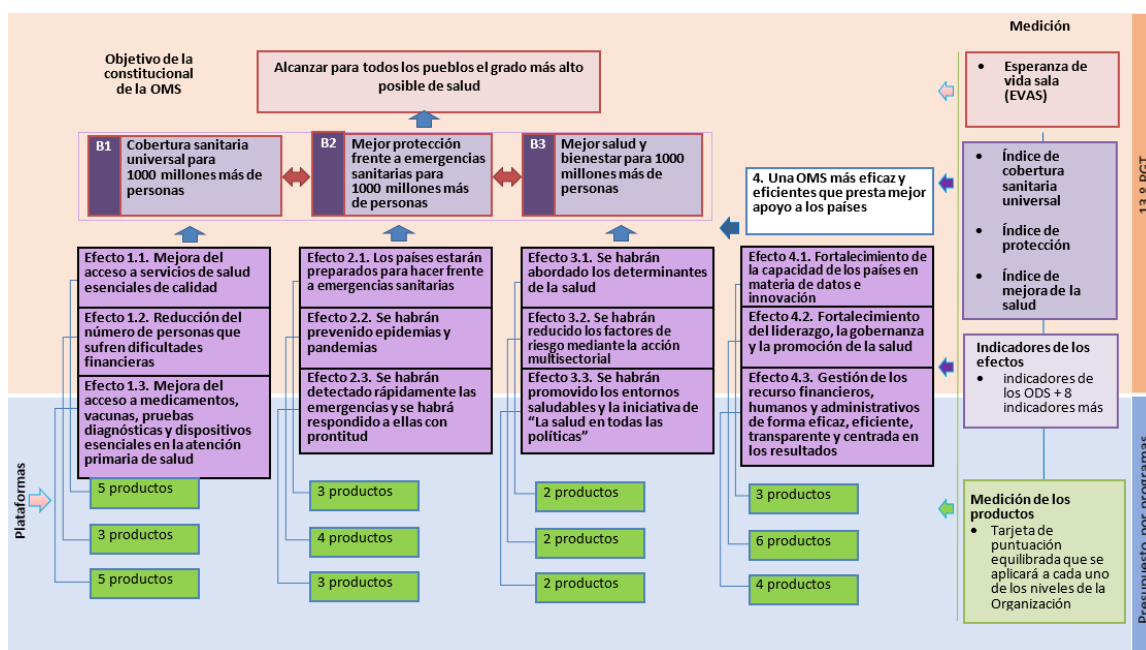 Medición
Objetivo de la
constitucional
de la OMS
Alcanzar para todos los pueblos el grado más alto
posible de salud
• Esperanza de
vida sala
(EVAS)
B1
Cobertura sanitaria
universal para
1000 millones más de
personas
B2
Mejor protección
frente a emergencias
sanitarias para
1000 millones más
de personas
B3
Mejor salud y
bienestar para 1000
millones más de
personas
4. Una OMS más eficaz y
eficientes que presta mejor
apoyo a los países
• Índice de
cobertura
sanitaria
universal
• Índice de
protección
• Índice de
mejora de la
salud
13.8 PGT
Efecto 1.1. Mejora del
acceso a servicios de salud
esenciales de calidad
Efecto 1.2. Reducción del
número de personas que
sufren dificultades
financieras
Efecto 1.3. Mejora del
acceso a medicamentos,
vacunas, pruebas
diagnósticas y dispositivos
esenciales en la atención
primaria de salud
Efecto 2.1. Los países estarán
preparados para hacer frente
a emergencias sanitarias
Efecto 2.2. Se habrán
prevenido epidemias y
pandemias
Efecto 2.3. Se habrán
detectado rápidamente las
emergencias y se habrá
respondido a ellas con
prontitud
Efecto 3.1. Se habrán
abordado los determinantes
de la salud
Efecto 3.2. Se habrán
reducido los factores de
riesgo mediante la acción
multisectorial
Efecto 3.3. Se habrán
promovido los entornos
saludables y la iniciativa de
“La salud en todas las
políticas”
Efecto 4.1. Fortalecimiento de
la capacidad de los países en
materia de datos e
innovación
Efecto 4.2. Fortalecimiento
del liderazgo, la gobernanza
y la promoción de la salud
Efecto 4.3. Gestión de los
recurso financieros,
humanos y administrativos
de forma eficaz, eficiente,
transparente y centrada en
los resultados
Indicadores de los
efectos
• indicadores de
los ODS + 8
indicadores más
Plataformas
5 productos
3 productos
5 productos
3 productos
4 productos
3 productos
2 productos
2 productos
2 productos
3 productos
6 productos
4 productos
Medición de los
productos
• Tarjeta de
puntuación
equilibrada que se
aplicará a cada uno
de los niveles de la
Organización
Presupuesto por programas